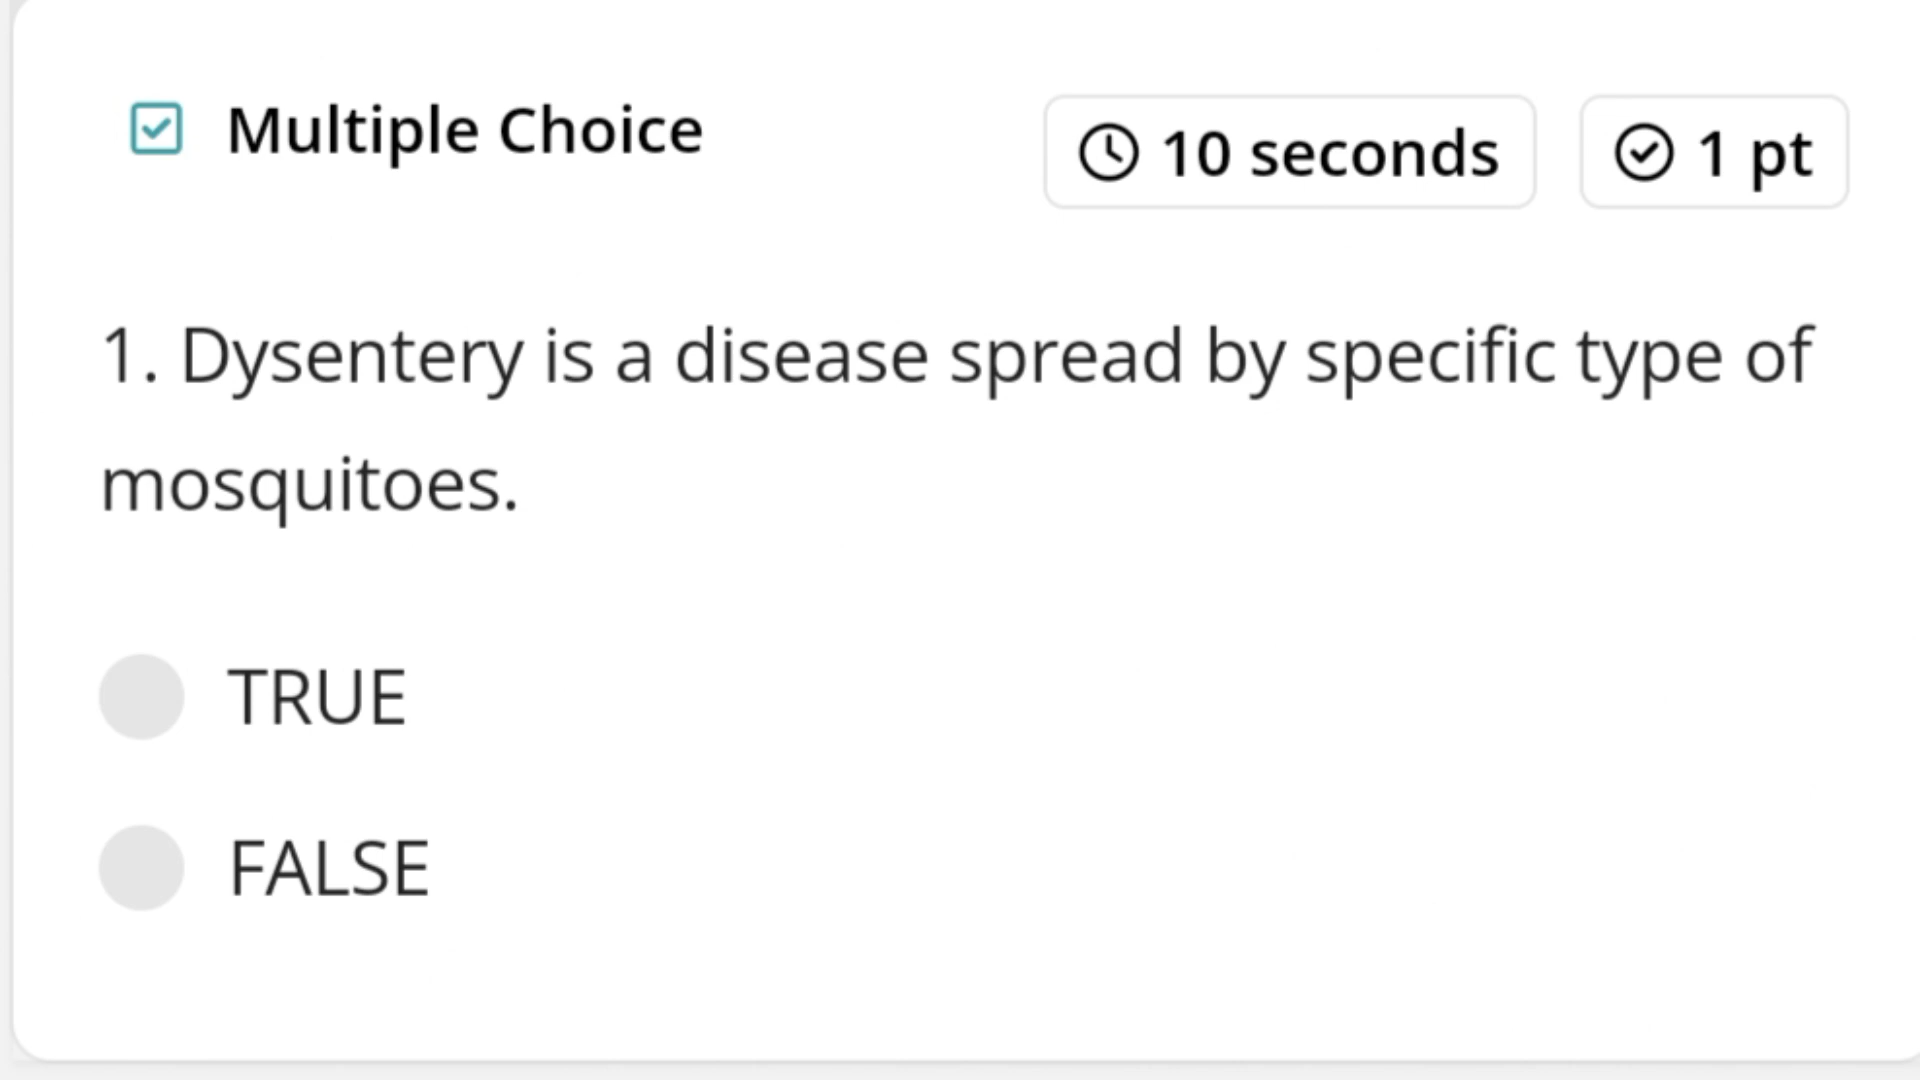 Multiple Choice
10 seconds
1 pt
1. Dysentery is a disease spread by specific type of
mosquitoes.
TRUE
FALSE